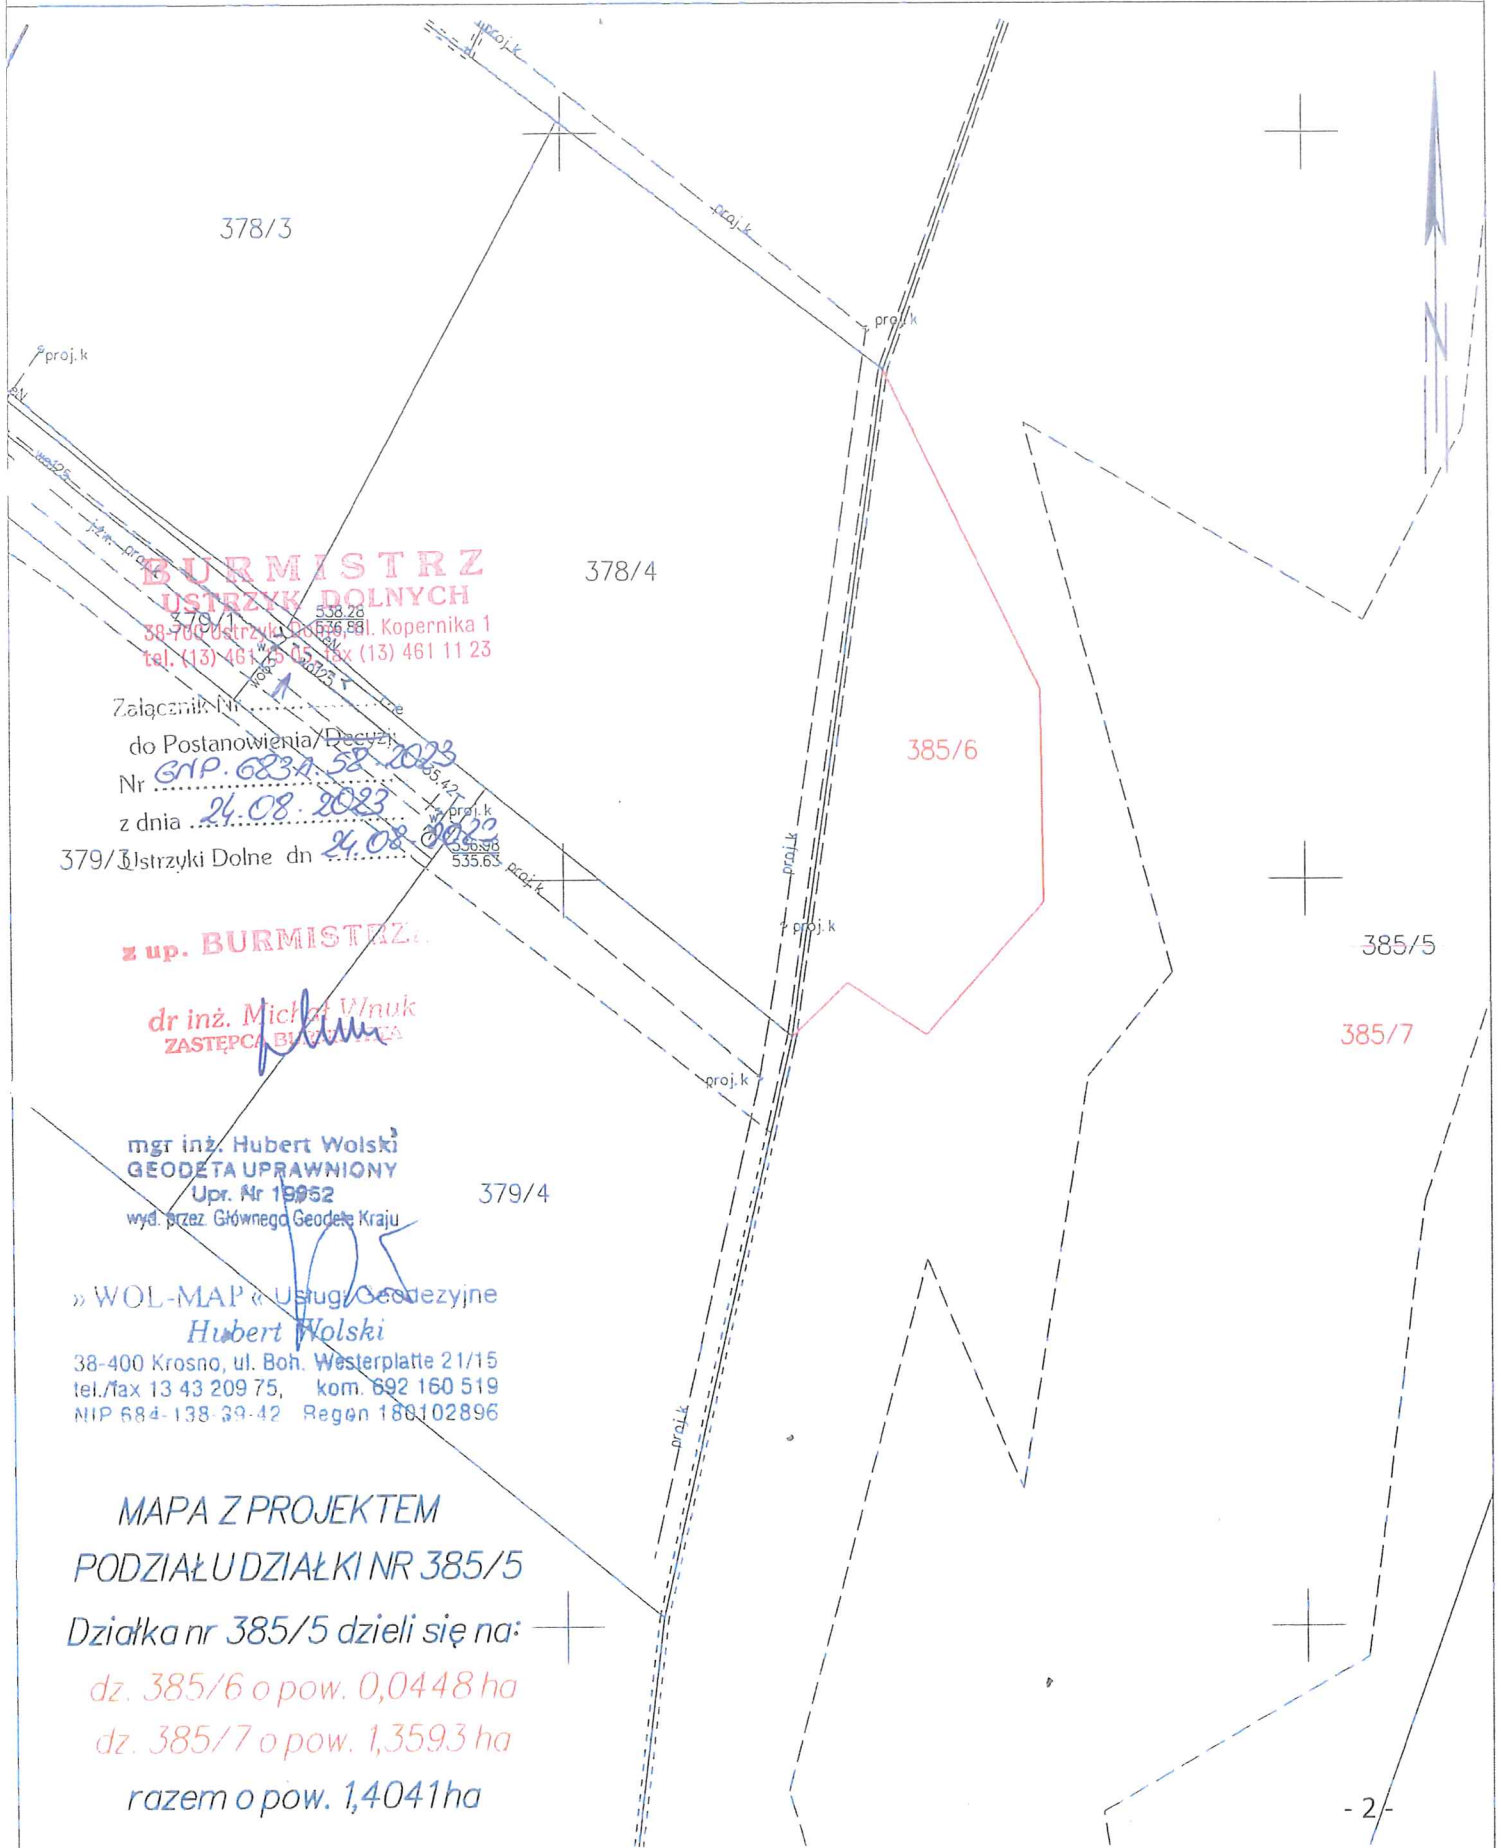 proj.k
proj.k
proj.k
378/3
proj.k
eN
wo125
j.zw.
378/4
BURMISTRZ
USTRZYK DOLNYCH
379/1
538.28
536.88
38-700 Ustrzyki Dolne, ul. Kopernika 1
tel. (13) 461 15 05, fax (13) 461 11 23
Załącznik Nr 1
do Postanowienia/Decyzji
Nr GNP.6831.58.2023
z dnia 24.08.2023
379/3
Ustrzyki Dolne dn 24.08.2023
proj.k
535.63
proj.k
385/6
proj.k
proj.k
385/5
385/7
z up. BURMISTRZA
dr inż. Michał Wnuk
ZASTĘPCA BURMISTRZA
proj.k
mgr inż. Hubert Wolski
GEODETA UPRAWNIONY
Upr. Nr 19952
wyd. przez Głównego Geodetę Kraju
379/4
» WOL-MAP « Usługi Geodezyjne
Hubert Wolski
38-400 Krosno, ul. Boh. Westerplatte 21/15
tel./fax 13 43 209 75, kom. 692 160 519
NIP 684-138-39-42 Regon 180102896
proj.k
MAPA Z PROJEKTEM
PODZIAŁU DZIAŁKI NR 385/5
Działka nr 385/5 dzieli się na:
dz. 385/6 o pow. 0,0448 ha
dz. 385/7 o pow. 1,3593 ha
razem o pow. 1,4041 ha
- 2 -
N